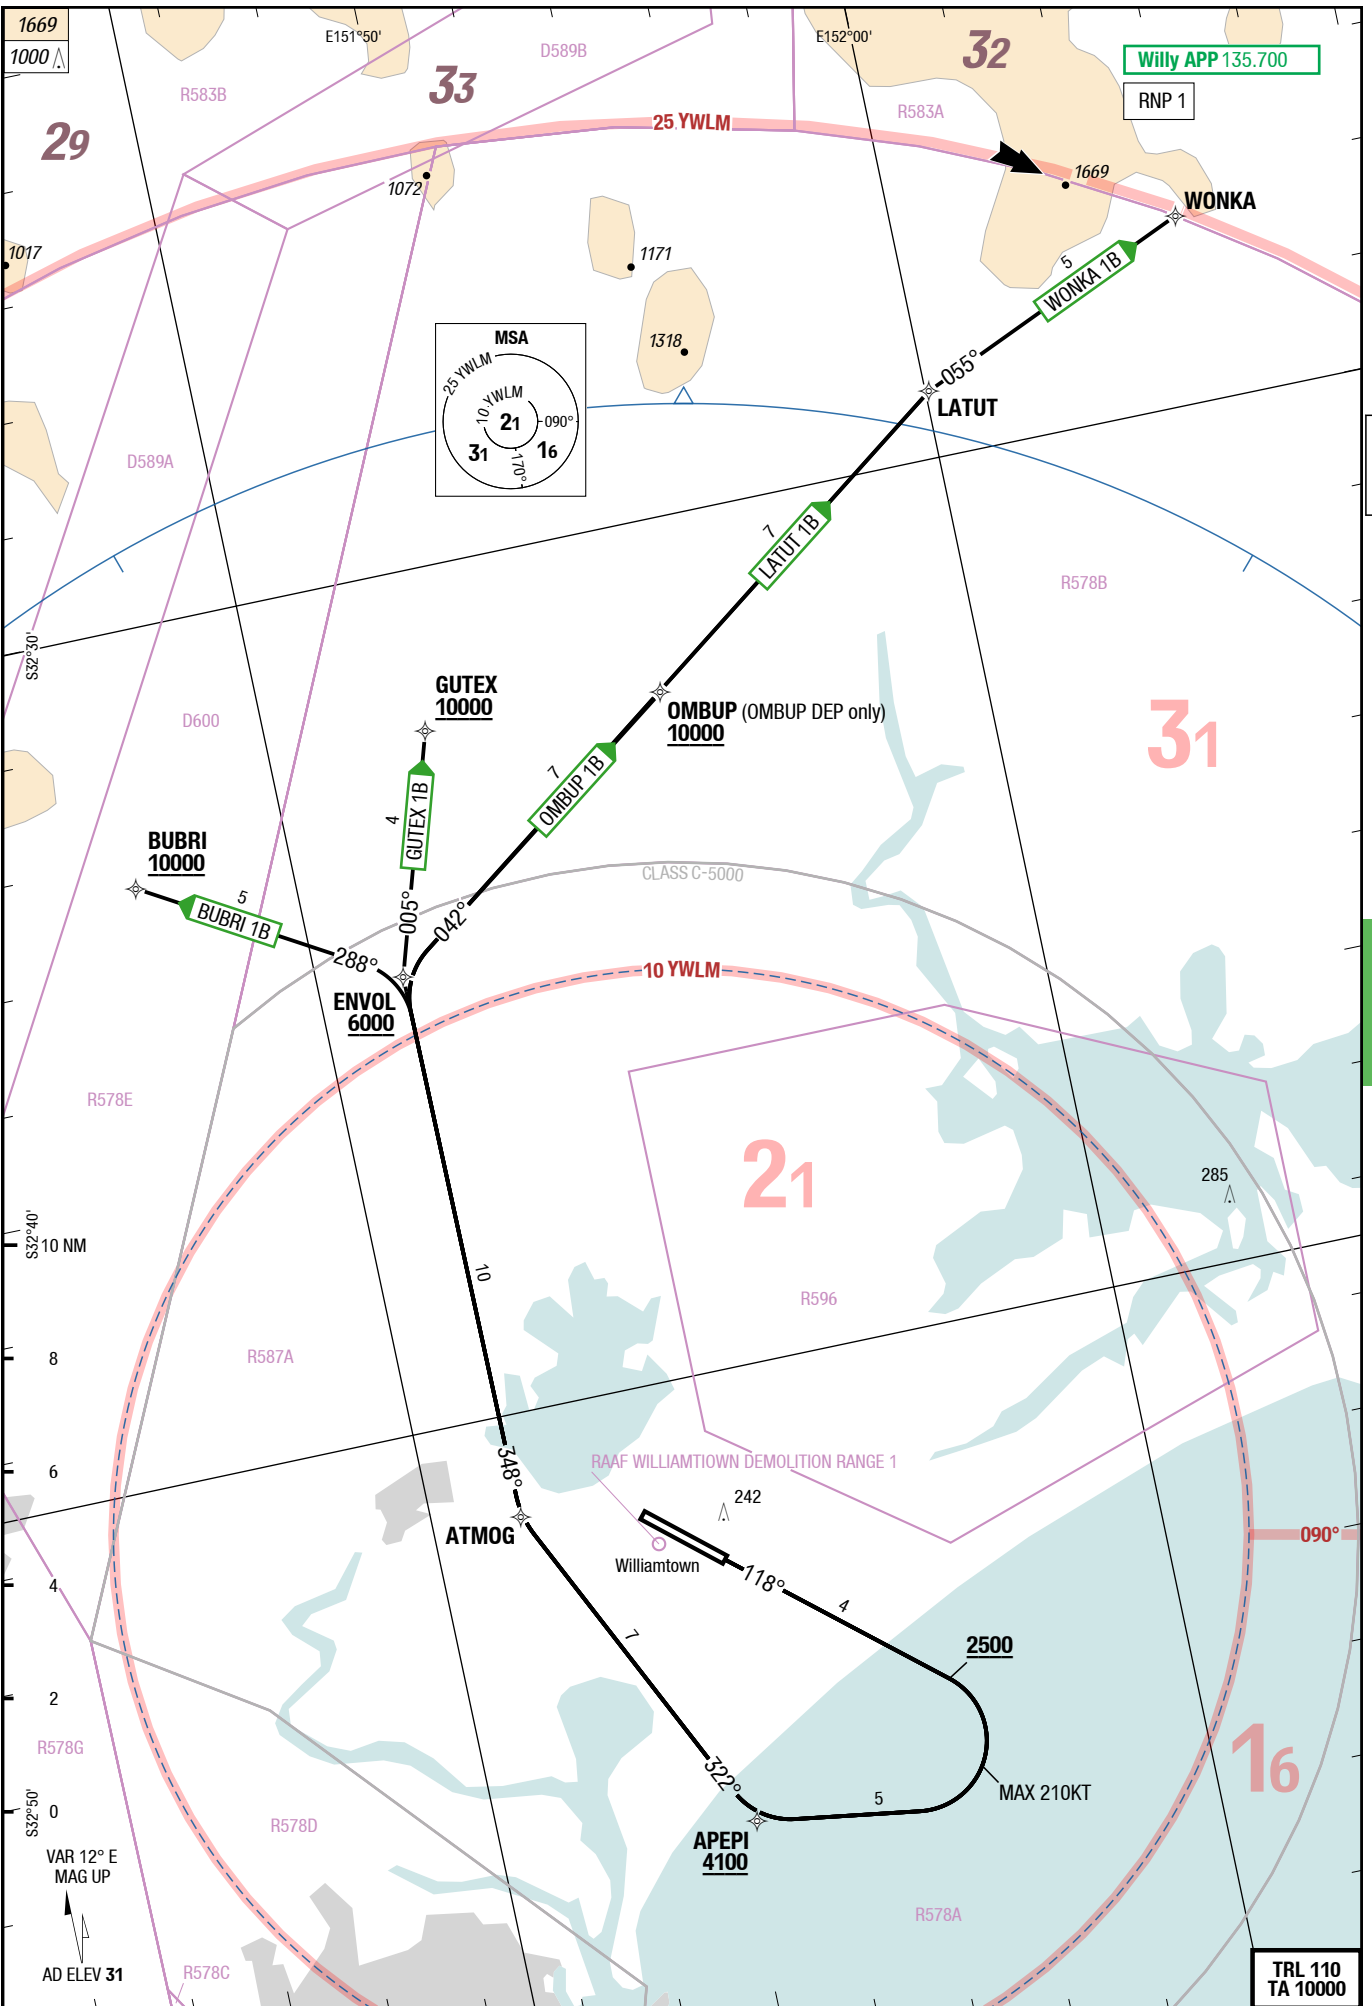 1669
1000
E151°50'
E152°00'
D589B
33
32
Willy APP 135.700
RNP 1
R583B
R583A
29
25 YWLM
1669
1072
WONKA
1017
1171
5
WONKA 1B
MSA
25 YWLM
10 YWLM
21
090°
31
16
170°
1318
055°
LATUT
D589A
7
LATUT 1B
R578B
S32°30'
GUTEX
10000
OMBUP (OMBUP DEP only)
10000
D600
31
7
OMBUP 1B
4
GUTEX 1B
BUBRI
10000
CLASS C-5000
5
BUBRI 1B
005°
042°
288°
10 YWLM
ENVOL
6000
R578E
21
285
S32°40'
10 NM
10
R596
8
R587A
348°
RAAF WILLIAMTOWN DEMOLITION RANGE 1
6
242
ATMOG
090°
Williamtown
118°
4
4
7
2500
2
R578G
16
322°
MAX 210KT
5
S32°50'
0
R578D
APEPI
4100
VAR 12° E
MAG UP
R578A
AD ELEV 31
R578C
TRL 110
TA 10000